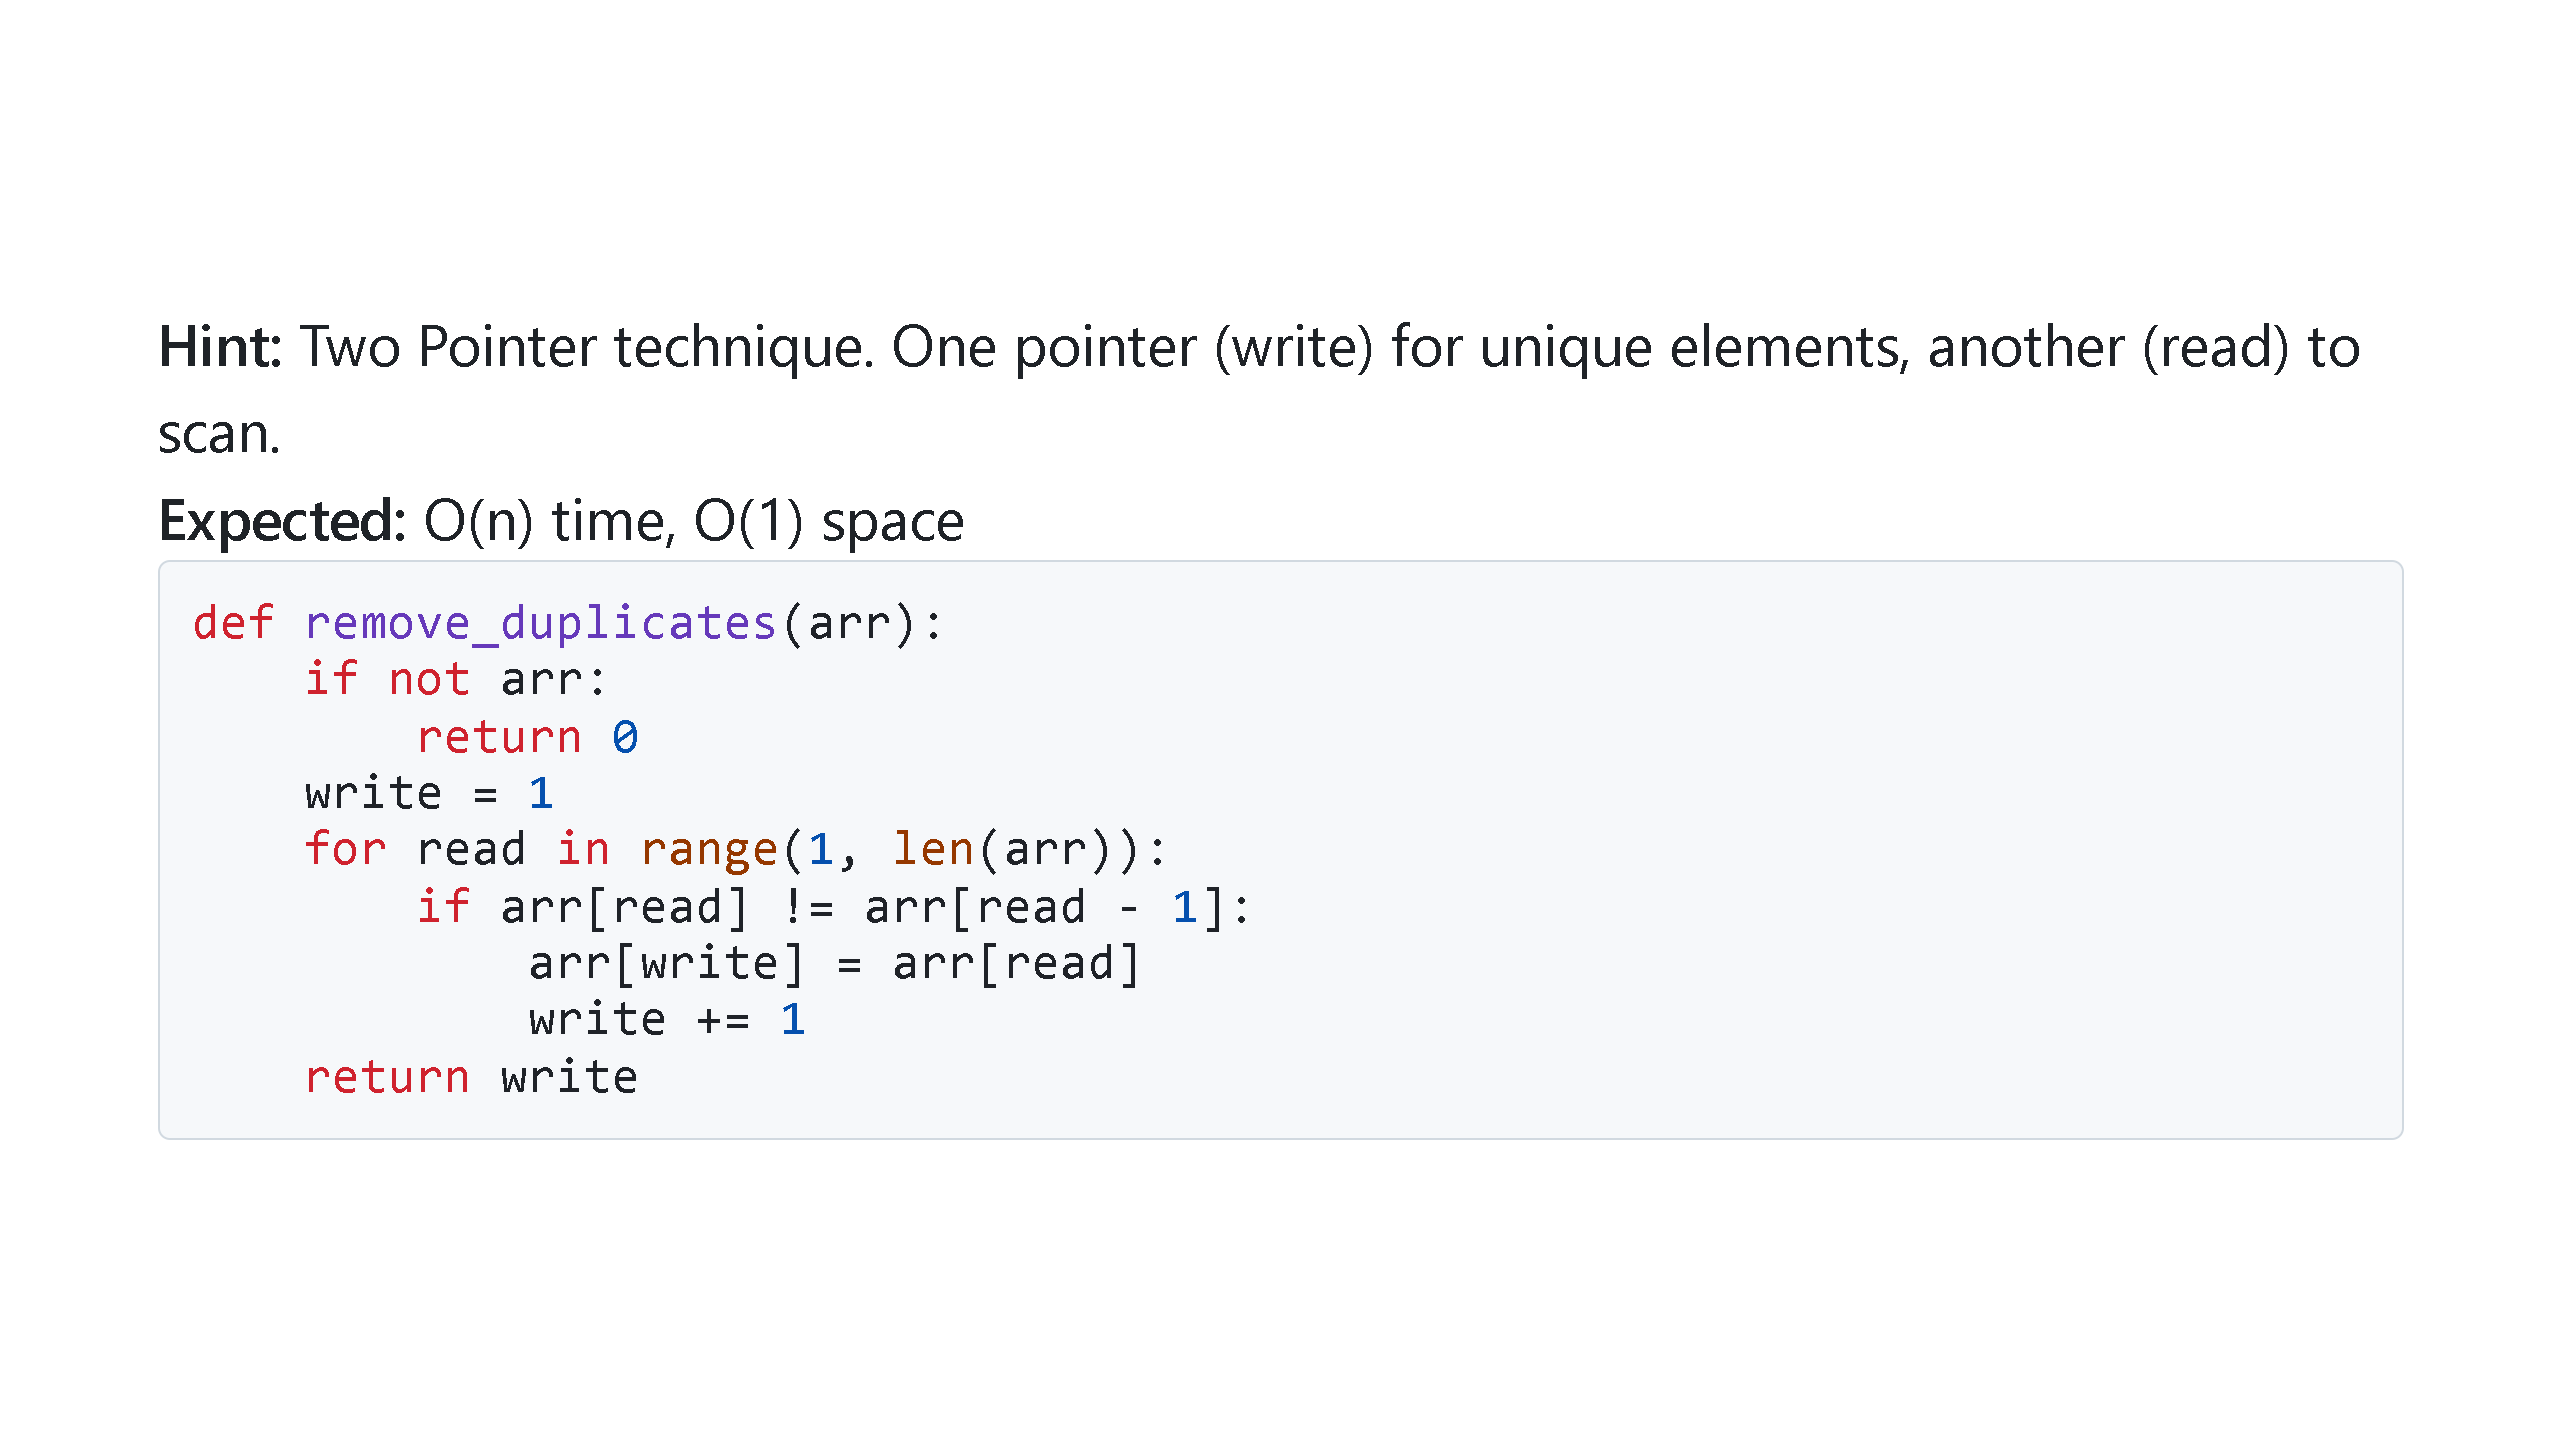 Hint: Two Pointer technique. One pointer (write) for unique elements, another (read) to
scan.
Expected: O(n) time, O(1) space
def remove_duplicates(arr):
    if not arr:
        return 0
    write = 1
    for read in range(1, len(arr)):
        if arr[read] != arr[read - 1]:
            arr[write] = arr[read]
            write += 1
    return write